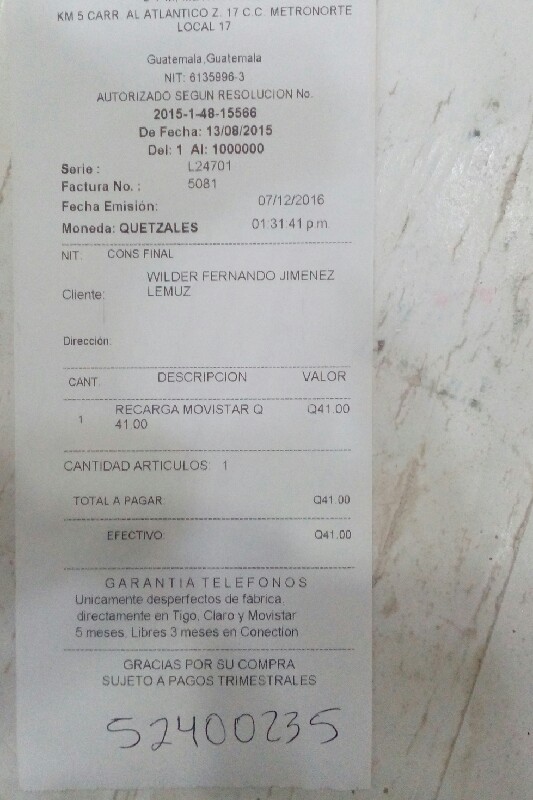 KM 5 CARR. AL ATLANTICO Z. 17 C.C. METRONORTE
LOCAL 17
Guatemala,Guatemala
NIT: 6135996-3
AUTORIZADO SEGUN RESOLUCION No.
2015-1-48-15566
De Fecha: 13/08/2015
Del: 1 Al: 1000000
Serie : L24701
Factura No. : 5081
Fecha Emisión: 07/12/2016
Moneda: QUETZALES 01:31:41 p.m
NIT: CONS FINAL
Cliente: WILDER FERNANDO JIMENEZ
LEMUZ
Dirección:
CANT. DESCRIPCION VALOR
1 RECARGA MOVISTAR Q Q41.00
41.00
CANTIDAD ARTICULOS: 1
TOTAL A PAGAR: Q41.00
EFECTIVO: Q41.00
GARANTIA TELEFONOS
Unicamente desperfectos de fábrica,
directamente en Tigo, Claro y Movistar
5 meses. Libres 3 meses en Conection
GRACIAS POR SU COMPRA
SUJETO A PAGOS TRIMESTRALES
52400235